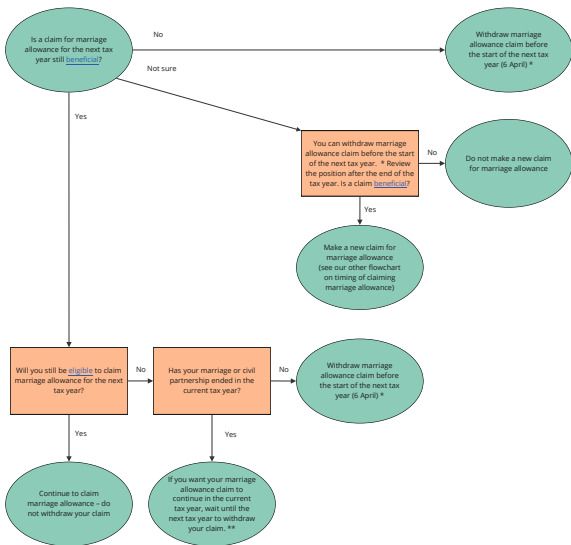 Is a claim for marriage
allowance for the next tax
year still beneficial?
No
Withdraw marriage
allowance claim before
the start of the next tax
year (6 April) *
Not sure
Yes
You can withdraw marriage
allowance claim before the start
of the next tax year. * Review
the position after the end of the
tax year. Is a claim beneficial?
No
Do not make a new claim
for marriage allowance
Yes
Make a new claim for
marriage allowance
(see our other flowchart
on timing of claiming
marriage allowance)
Will you still be eligible to claim
marriage allowance for the next
tax year?
No
Has your marriage or civil
partnership ended in the
current tax year?
No
Withdraw marriage
allowance claim before
the start of the next tax
year (6 April) *
Yes
Yes
Continue to claim
marriage allowance – do
not withdraw your claim
If you want your marriage
allowance claim to
continue in the current
tax year, wait until the
next tax year to withdraw
your claim. **